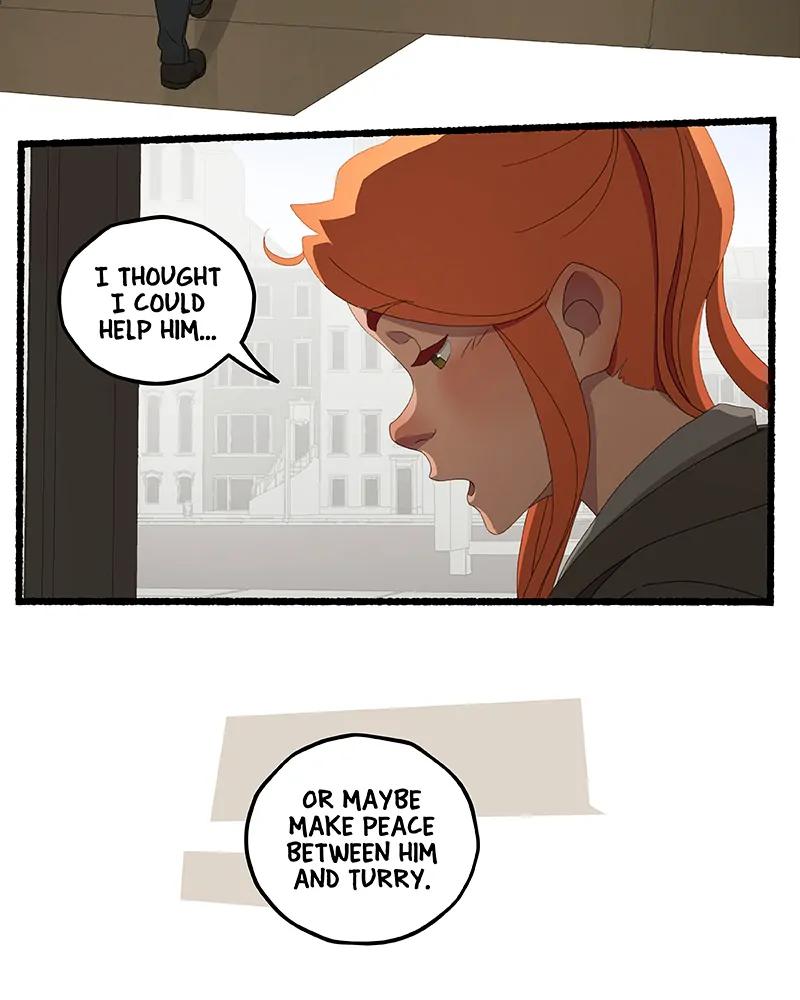 I THOUGHT
I COULD
HELP HIM...
OR MAYBE
MAKE PEACE
BETWEEN HIM
AND TURRY.